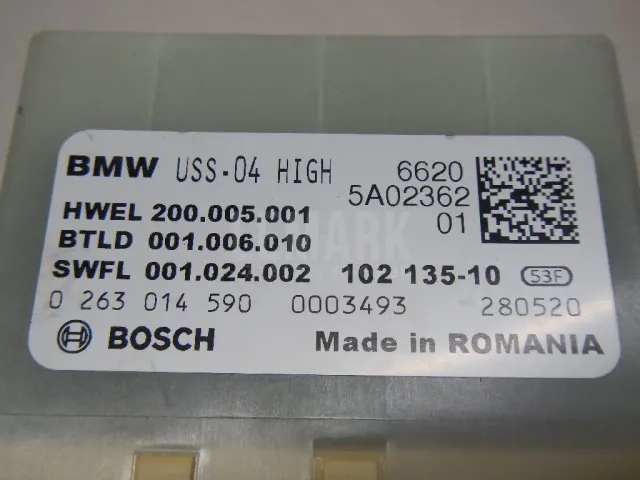 BMW USS-04 HIGH 6620
5A02362
HWEL 200.005.001 01
BTLD 001.006.010
SWFL 001.024.002 102 135-10 53F
0 263 014 590 0003493 280520
BOSCH Made in ROMANIA